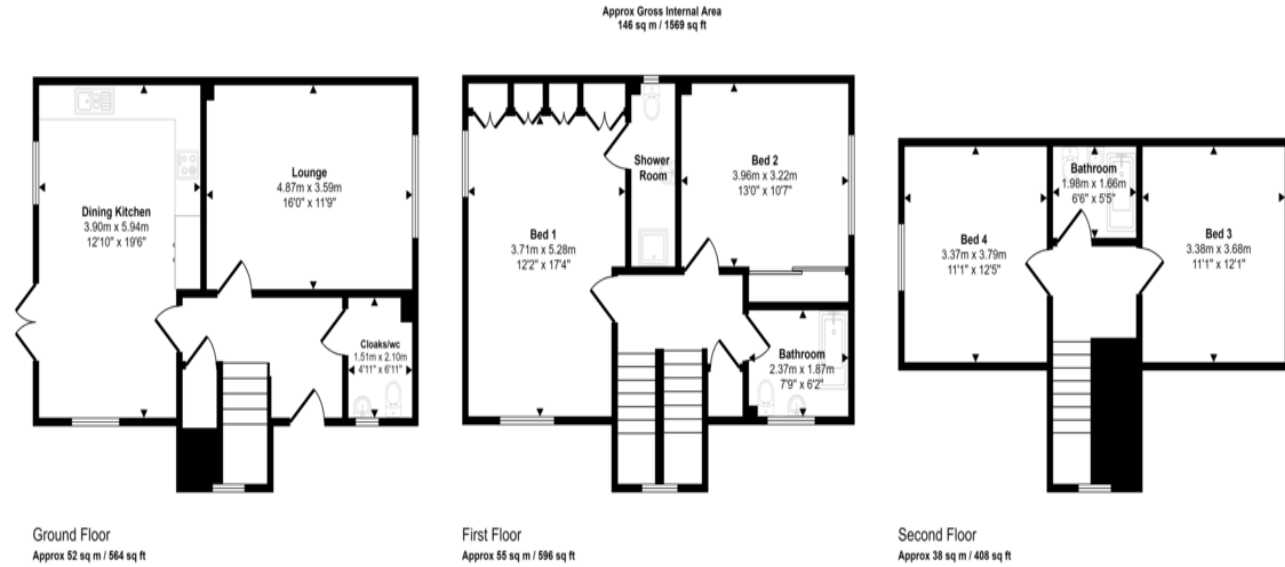 Approx Gross Internal Area
146 sq m / 1569 sq ft
Dining Kitchen
3.90m x 5.94m
12'10" x 19'6"
Lounge
4.87m x 3.59m
16'0" x 11'9"
Cloaks/wc
1.51m x 2.10m
4'11" x 6'11"
Ground Floor
Approx 52 sq m / 564 sq ft
Bed 1
3.71m x 5.28m
12'2" x 17'4"
Shower
Room
Bed 2
3.96m x 3.22m
13'0" x 10'7"
Bathroom
2.37m x 1.87m
7'9" x 6'2"
First Floor
Approx 55 sq m / 596 sq ft
Bed 4
3.37m x 3.79m
11'1" x 12'5"
Bathroom
1.98m x 1.66m
6'6" x 5'5"
Bed 3
3.38m x 3.68m
11'1" x 12'1"
Second Floor
Approx 38 sq m / 408 sq ft